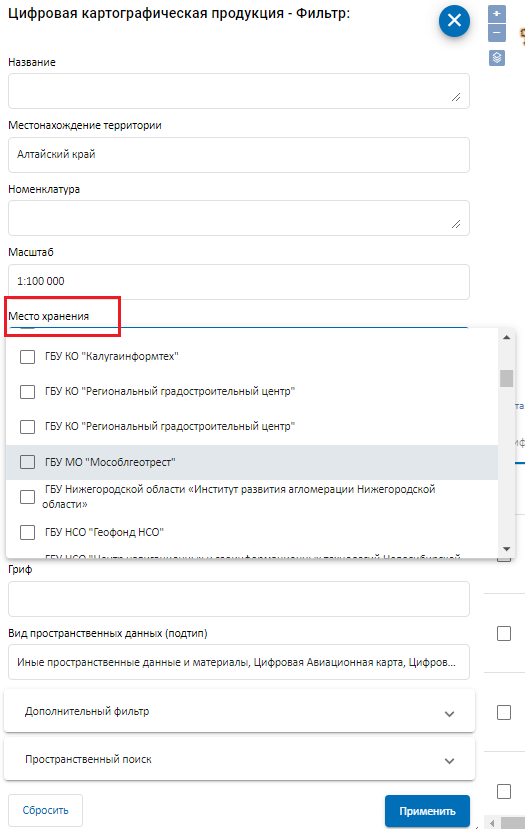 Цифровая картографическая продукция - Фильтр:
Название
Местонахождение территории
Алтайский край
Номенклатура
Масштаб
1:100 000
Место хранения
ГБУ КО "Калугаинформтех"
ГБУ КО "Региональный градостроительный центр"
ГБУ КО "Региональный градостроительный центр"
ГБУ МО "Мособлгеотрест"
ГБУ Нижегородской области «Институт развития агломерации Нижегородской
области»
ГБУ НСО "Геофонд НСО"
Гриф
Вид пространственных данных (подтип)
Иные пространственные данные и материалы, Цифровая Авиационная карта, Цифров...
Дополнительный фильтр
Пространственный поиск
Сбросить
Применить